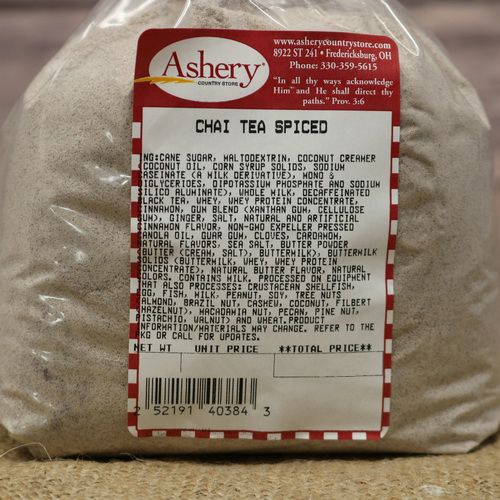 Ashery®
COUNTRY STORE
www.asherycountrystore.com
8922 ST 241 • Fredericksburg, OH
Phone: 330-359-5615
"In all thy ways acknowledge
Him" and He shall direct thy
paths." Prov. 3:6
CHAI TEA SPICED
ING:CANE SUGAR, MALTODEXTRIN, COCONUT CREAMER
(COCONUT OIL, CORN SYRUP SOLIDS, SODIUM
CASEINATE (A MILK DERIVATIVE), MONO &
DIGLYCERIDES, DIPOTASSIUM PHOSPHATE AND SODIUM
SILICO ALUMINATE), WHOLE MILK, DECAFFEINATED
BLACK TEA, WHEY, WHEY PROTEIN CONCENTRATE,
CINNAMON, GUM BLEND (XANTHAN GUM, CELLULOSE
GUM), GINGER, SALT, NATURAL AND ARTIFICIAL
CINNAMON FLAVOR, NON-GMO EXPELLER PRESSED
CANOLA OIL, GUAR GUM, CLOVES, CARDAMOM,
NATURAL FLAVORS, SEA SALT, BUTTER POWDER
(BUTTER (CREAM, SALT), BUTTERMILK), BUTTERMILK
SOLIDS (BUTTERMILK, WHEY, WHEY PROTEIN
CONCENTRATE), NATURAL BUTTER FLAVOR, NATURAL
COLORS. CONTAINS MILK. PROCESSED ON EQUIPMENT
THAT ALSO PROCESSES: CRUSTACEAN SHELLFISH,
EGG, FISH, MILK, PEANUT, SOY, TREE NUTS
(ALMOND, BRAZIL NUT, CASHEW, COCONUT, FILBERT
(HAZELNUT), MACADAMIA NUT, PECAN, PINE NUT,
PISTACHIO, WALNUT) AND WHEAT.PRODUCT
INFORMATION/MATERIALS MAY CHANGE. REFER TO THE
PKG OR CALL FOR UPDATES.
NET WT UNIT PRICE **TOTAL PRICE**
2 52191 40384 3